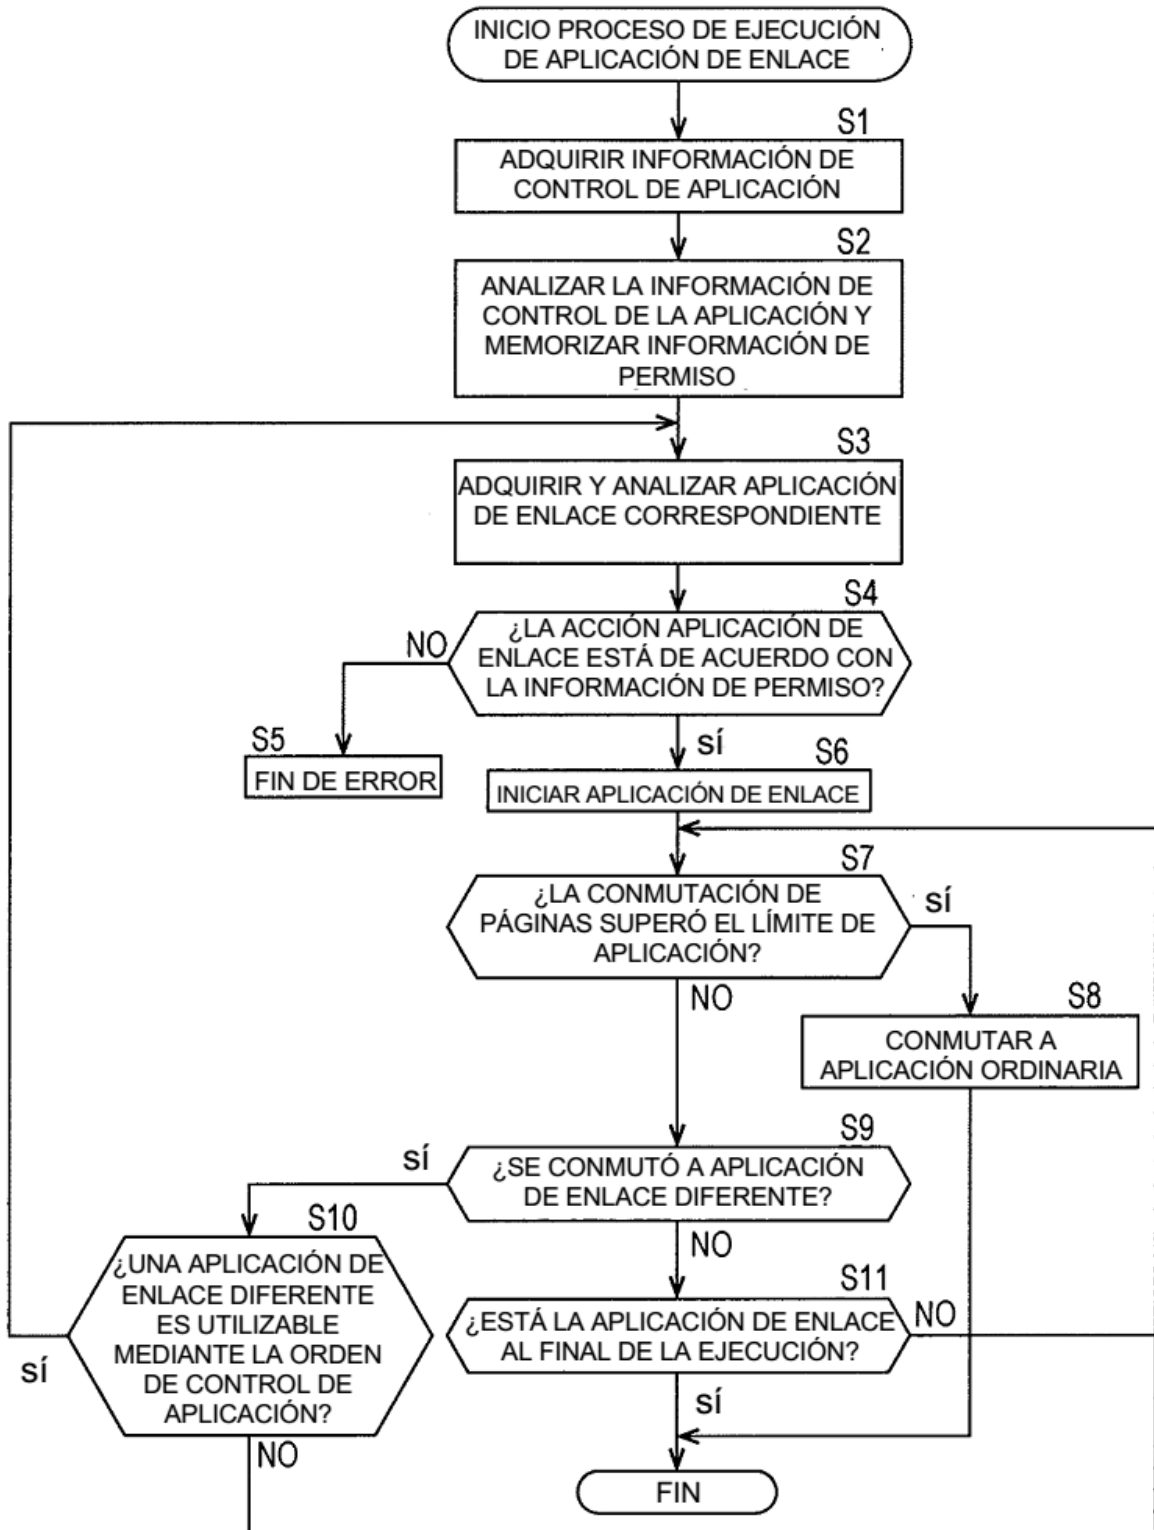 INICIO PROCESO DE EJECUCIÓN
DE APLICACIÓN DE ENLACE
S1
ADQUIRIR INFORMACIÓN DE
CONTROL DE APLICACIÓN
S2
ANALIZAR LA INFORMACIÓN DE
CONTROL DE LA APLICACIÓN Y
MEMORIZAR INFORMACIÓN DE
PERMISO
S3
ADQUIRIR Y ANALIZAR APLICACIÓN
DE ENLACE CORRESPONDIENTE
S4
¿LA ACCIÓN APLICACIÓN DE
ENLACE ESTÁ DE ACUERDO CON
LA INFORMACIÓN DE PERMISO?
NO
sí
S5
FIN DE ERROR
S6
INICIAR APLICACIÓN DE ENLACE
S7
¿LA CONMUTACIÓN DE
PÁGINAS SUPERÓ EL LÍMITE DE
APLICACIÓN?
sí
NO
S8
CONMUTAR A
APLICACIÓN ORDINARIA
S9
¿SE CONMUTÓ A APLICACIÓN
DE ENLACE DIFERENTE?
sí
NO
S10
¿UNA APLICACIÓN DE
ENLACE DIFERENTE
ES UTILIZABLE
MEDIANTE LA ORDEN
DE CONTROL DE
APLICACIÓN?
sí
NO
S11
¿ESTÁ LA APLICACIÓN DE ENLACE
AL FINAL DE LA EJECUCIÓN?
NO
sí
FIN